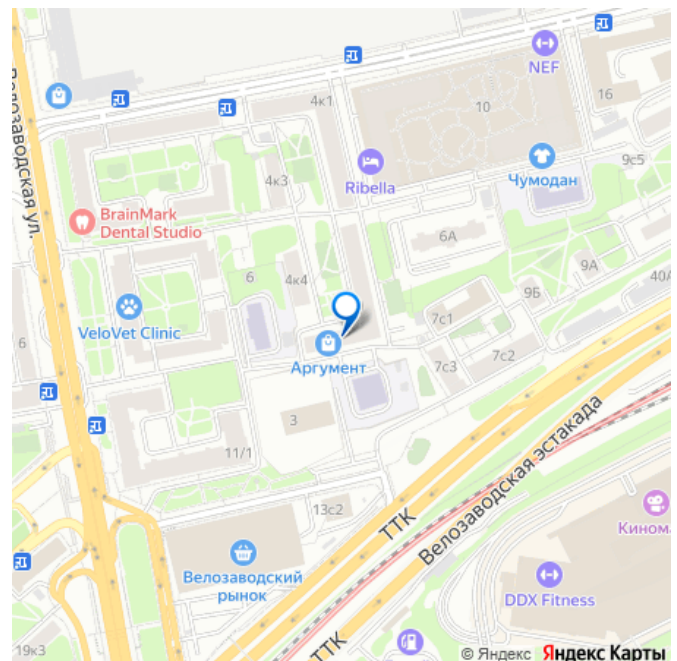 NEF
4к1
10
16
Велозаводская ул.
4к3
Ribella
Чумодан
9с5
BrainMark
Dental Studio
6А
6
4к4
9А
9Б
40А
VeloVet Clinic
7с1
6
Аргумент
7с3
7с2
3
11/1
13с2
ТТК
Велозаводская эстакада
Кином
Велозаводский
рынок
DDX Fitness
19к3
ТТК
© Яндекс Яндекс Карты